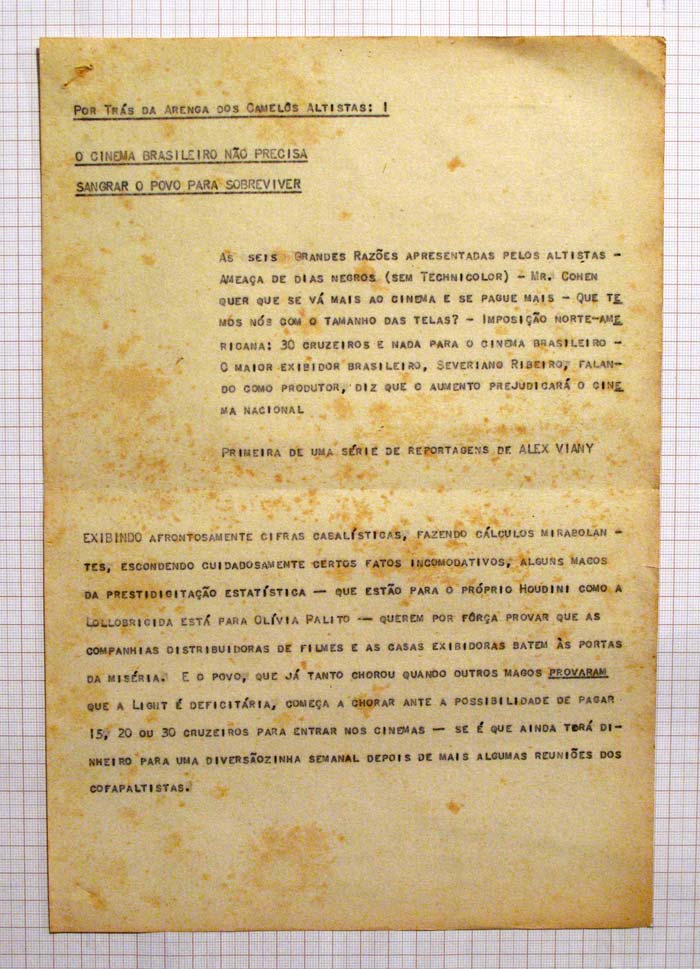 POR TRÁS DA ARENGA DOS CAMELÔS ALTISTAS: I
O CINEMA BRASILEIRO NÃO PRECISA
SANGRAR O POVO PARA SOBREVIVER
AS SEIS GRANDES RAZÕES APRESENTADAS PELOS ALTISTAS -
AMEAÇA DE DIAS NEGROS (SEM TECHNICOLOR) - MR. COHEN
QUER QUE SE VÁ MAIS AO CINEMA E SE PAGUE MAIS - QUE TE
MOS NÓS COM O TAMANHO DAS TELAS? - IMPOSIÇÃO NORTE-AME
RICANA: 30 CRUZEIROS E NADA PARA O CINEMA BRASILEIRO -
O MAIOR EXIBIDOR BRASILEIRO, SEVERIANO RIBEIRO, FALAN-
DO COMO PRODUTOR, DIZ QUE O AUMENTO PREJUDICARÁ O CINE
MA NACIONAL
PRIMEIRA DE UMA SÉRIE DE REPORTAGENS DE ALEX VIANY
EXIBINDO AFRONTOSAMENTE CIFRAS CABALÍSTICAS, FAZENDO CÁLCULOS MIRABOLAN-
TES, ESCONDENDO CUIDADOSAMENTE CERTOS FATOS INCOMODATIVOS, ALGUNS MAGOS
DA PRESTIDIGITAÇÃO ESTATÍSTICA — QUE ESTÃO PARA O PRÓPRIO HOUDINI COMO A
LOLLOBRIGIDA ESTÁ PARA OLÍVIA PALITO — QUEREM POR FÔRÇA PROVAR QUE AS
COMPANHIAS DISTRIBUIDORAS DE FILMES E AS CASAS EXIBIDORAS BATEM ÀS PORTAS
DA MISÉRIA. E O POVO, QUE JÁ TANTO CHOROU QUANDO OUTROS MAGOS PROVARAM
QUE A LIGHT É DEFICITÁRIA, COMEÇA A CHORAR ANTE A POSSIBILIDADE DE PAGAR
15, 20 OU 30 CRUZEIROS PARA ENTRAR NOS CINEMAS — SE É QUE AINDA TERÁ DI-
NHEIRO PARA UMA DIVERSÃOZINHA SEMANAL DEPOIS DE MAIS ALGUMAS REUNIÕES DOS
COFAPALTISTAS.